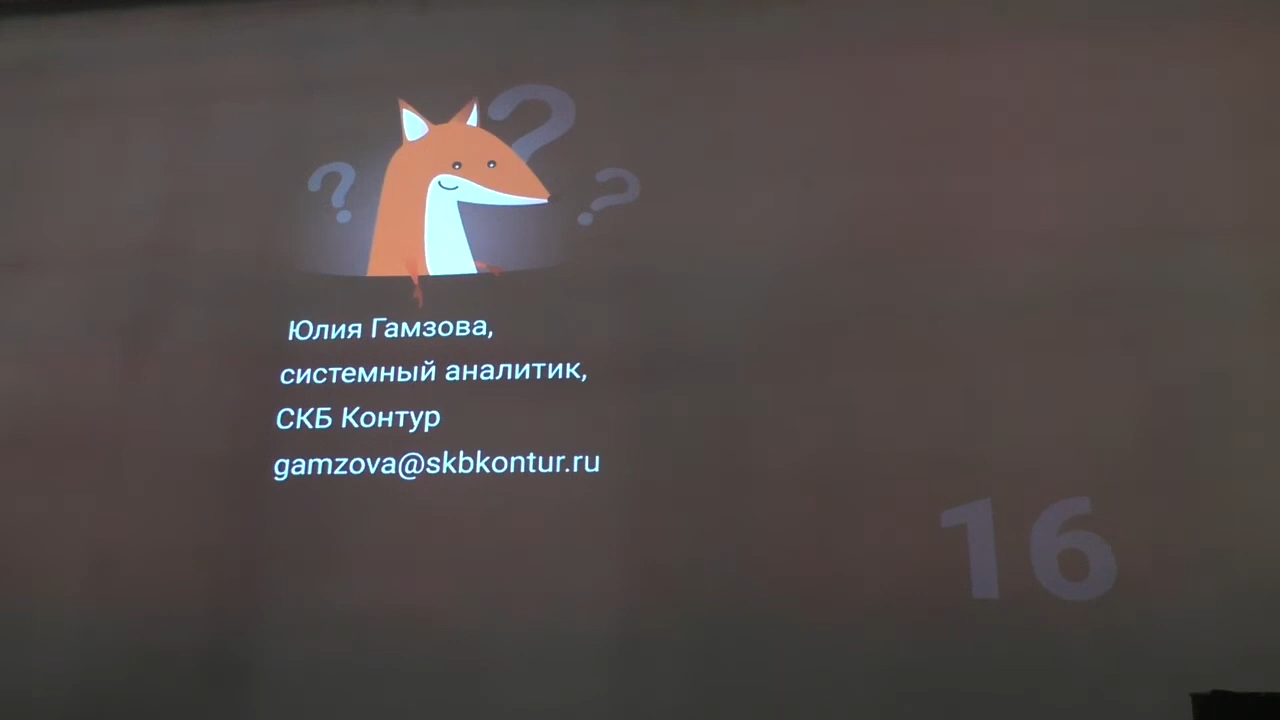 ? ? ?
Юлия Гамзова,
системный аналитик,
СКБ Контур
gamzova@skbkontur.ru
16